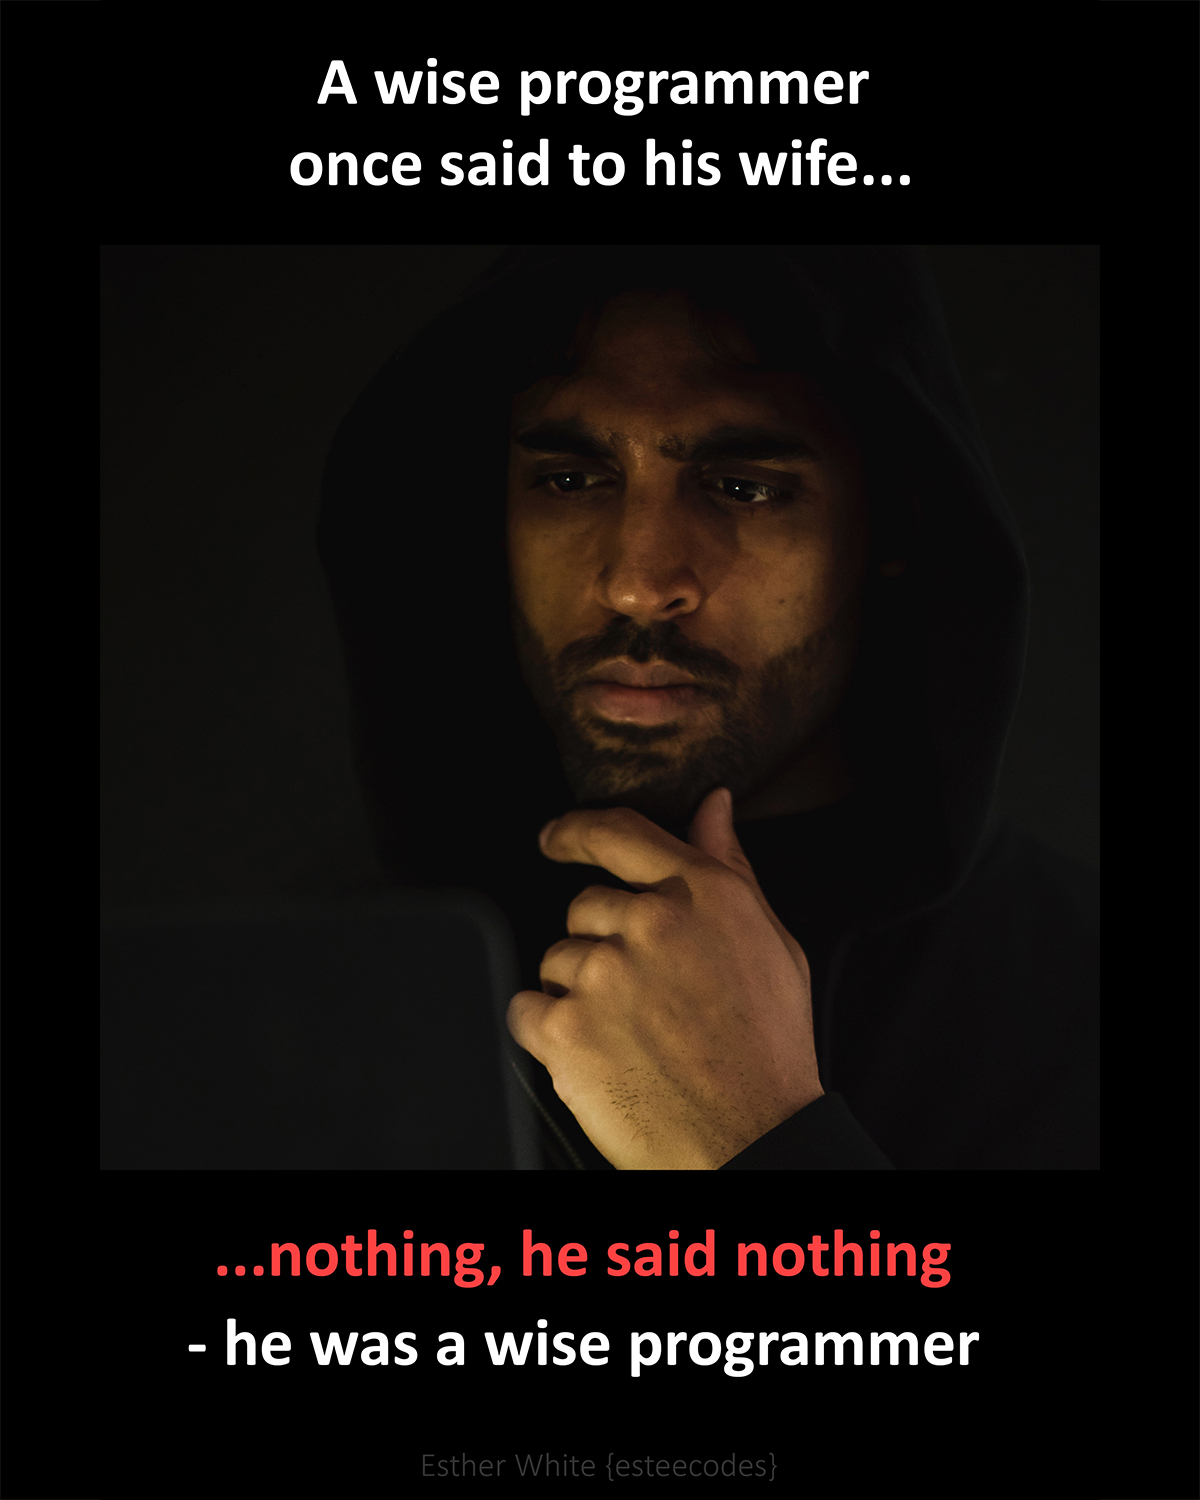 A wise programmer
once said to his wife...
...nothing, he said nothing
- he was a wise programmer
Esther White {esteecodes}